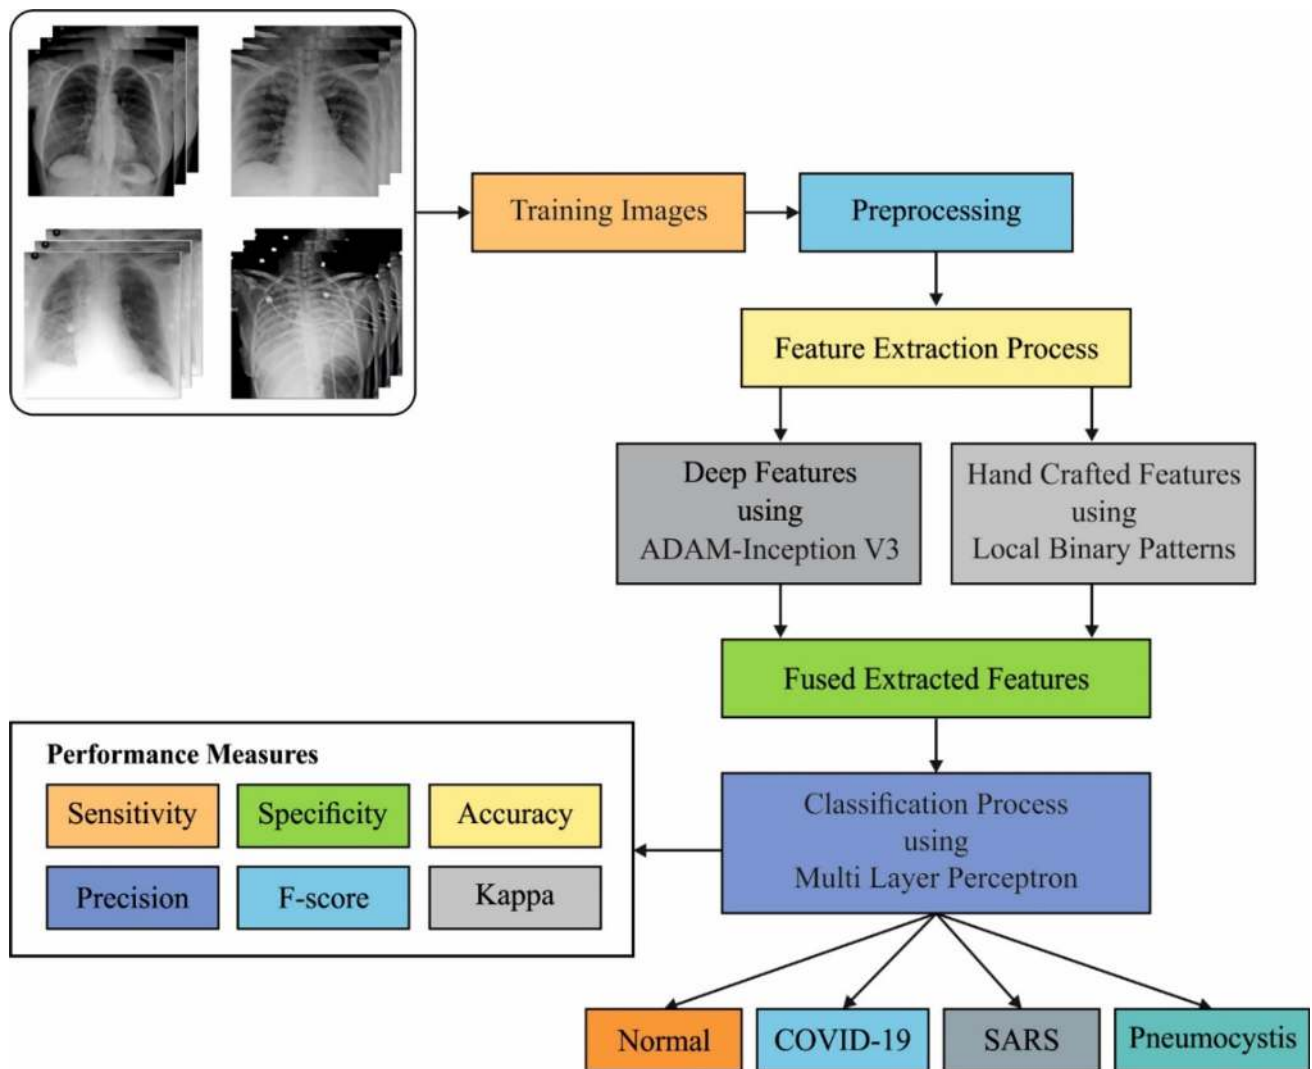 Training Images
Preprocessing
Feature Extraction Process
Deep Features
using
ADAM-Inception V3
Hand Crafted Features
using
Local Binary Patterns
Fused Extracted Features
Performance Measures
Sensitivity
Specificity
Accuracy
Precision
F-score
Kappa
Classification Process
using
Multi Layer Perceptron
Normal
COVID-19
SARS
Pneumocystis